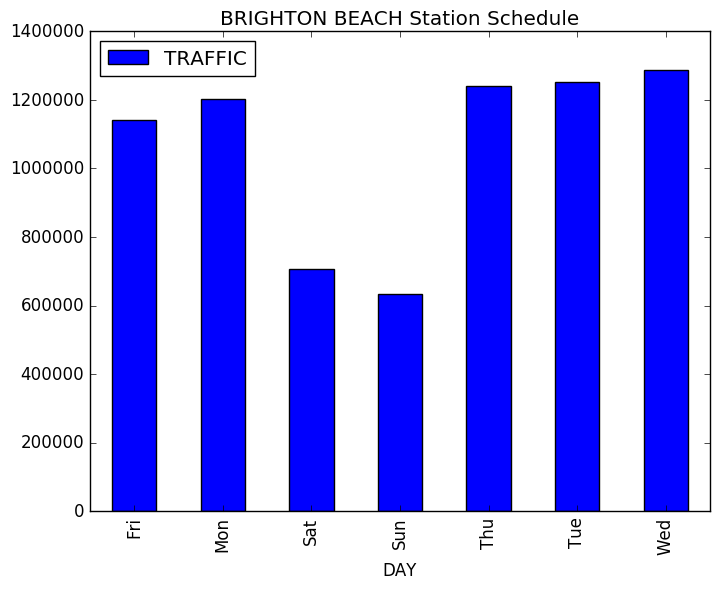 BRIGHTON BEACH Station Schedule
TRAFFIC
1400000
1200000
1000000
800000
600000
400000
200000
0
Fri
Mon
Sat
Sun
Thu
Tue
Wed
DAY